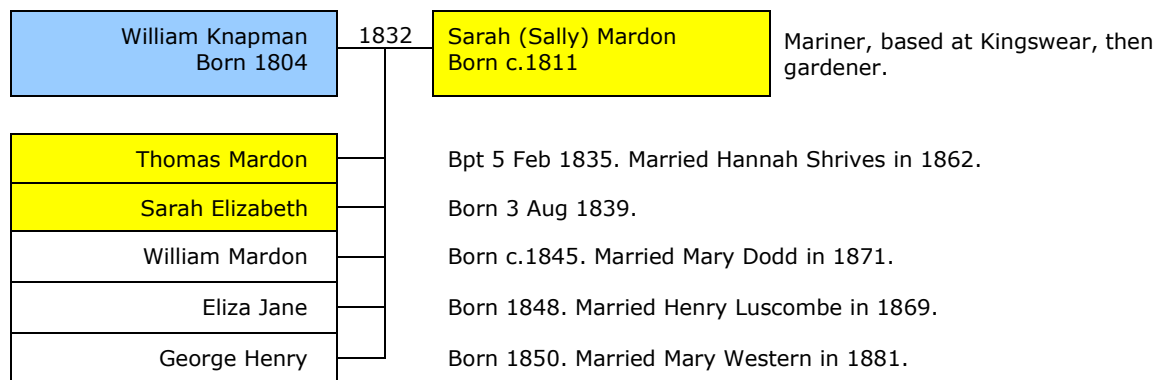 William Knapman
Born 1804
1832
Sarah (Sally) Mardon
Born c.1811
Mariner, based at Kingswear, then
gardener.
Thomas Mardon
Bpt 5 Feb 1835. Married Hannah Shrives in 1862.
Sarah Elizabeth
Born 3 Aug 1839.
William Mardon
Born c.1845. Married Mary Dodd in 1871.
Eliza Jane
Born 1848. Married Henry Luscombe in 1869.
George Henry
Born 1850. Married Mary Western in 1881.